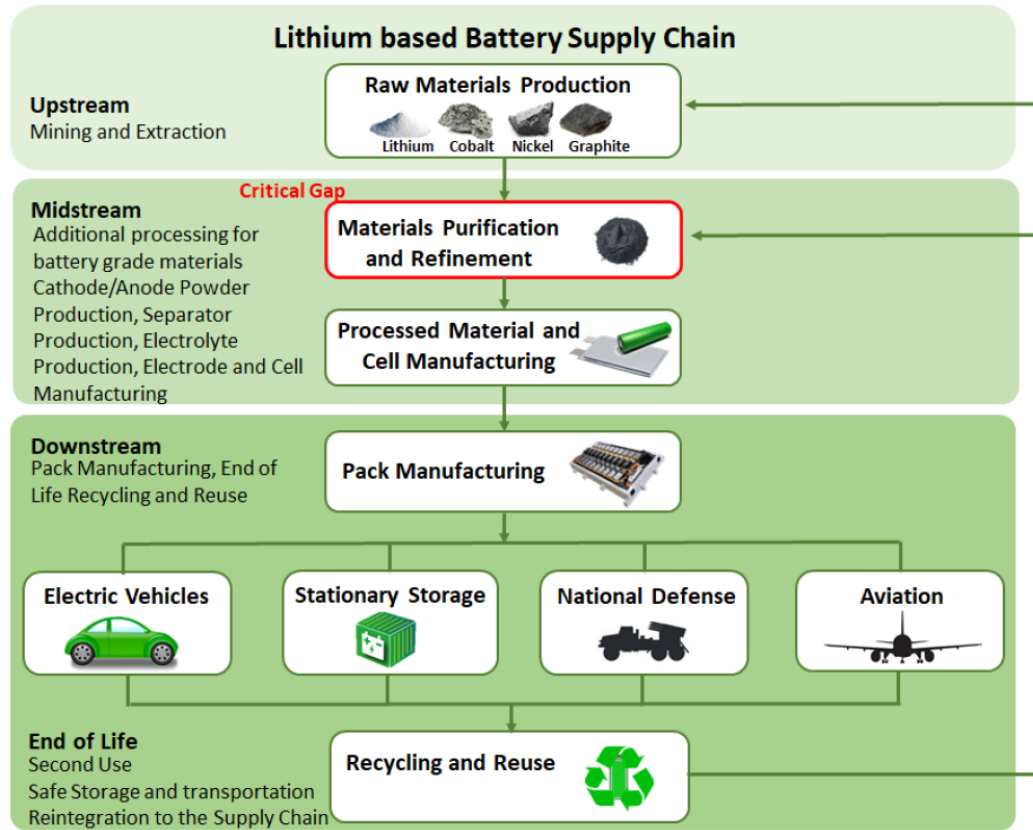 Lithium based Battery Supply Chain
Raw Materials Production
Lithium Cobalt Nickel Graphite
Upstream
Mining and Extraction
Critical Gap
Midstream
Additional processing for
battery grade materials
Cathode/Anode Powder
Production, Separator
Production, Electrolyte
Production, Electrode and Cell
Manufacturing
Materials Purification
and Refinement
Processed Material and
Cell Manufacturing
Downstream
Pack Manufacturing, End of
Life Recycling and Reuse
Pack Manufacturing
Electric Vehicles
Stationary Storage
National Defense
Aviation
End of Life
Second Use
Safe Storage and transportation
Reintegration to the Supply Chain
Recycling and Reuse